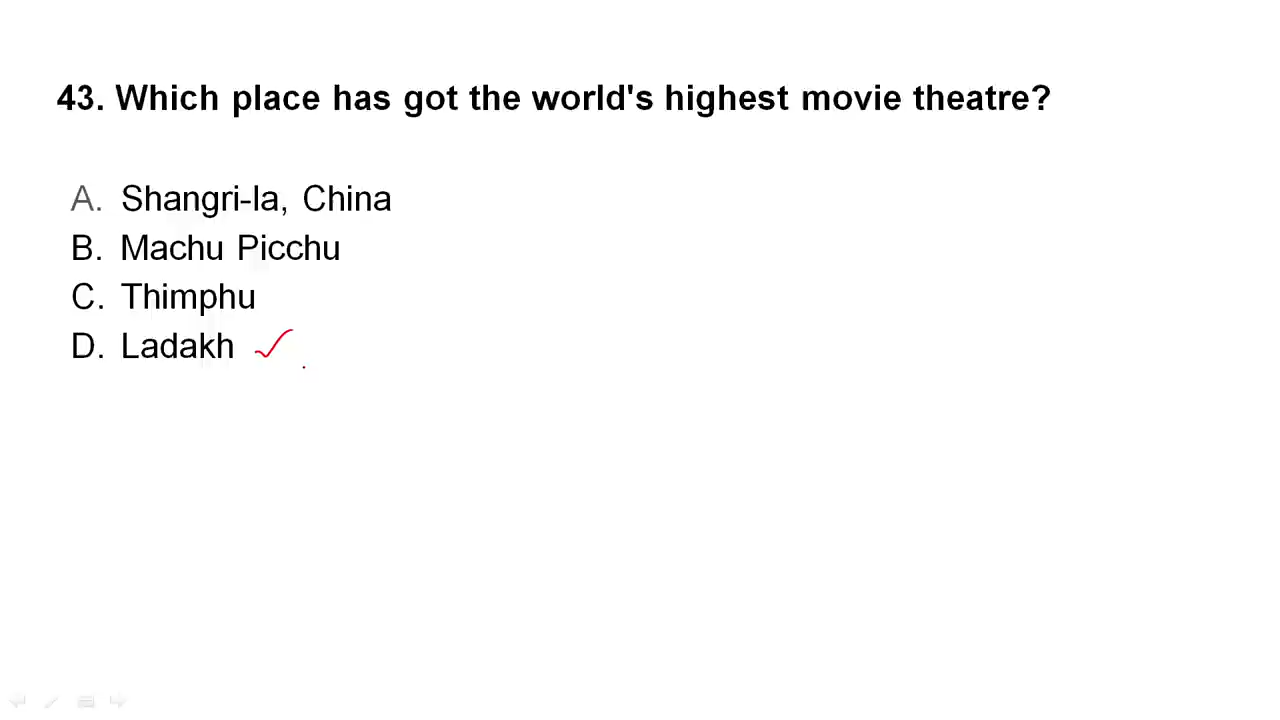 43. Which place has got the world's highest movie theatre?
A. Shangri-la, China
B. Machu Picchu
C. Thimphu
D. Ladakh